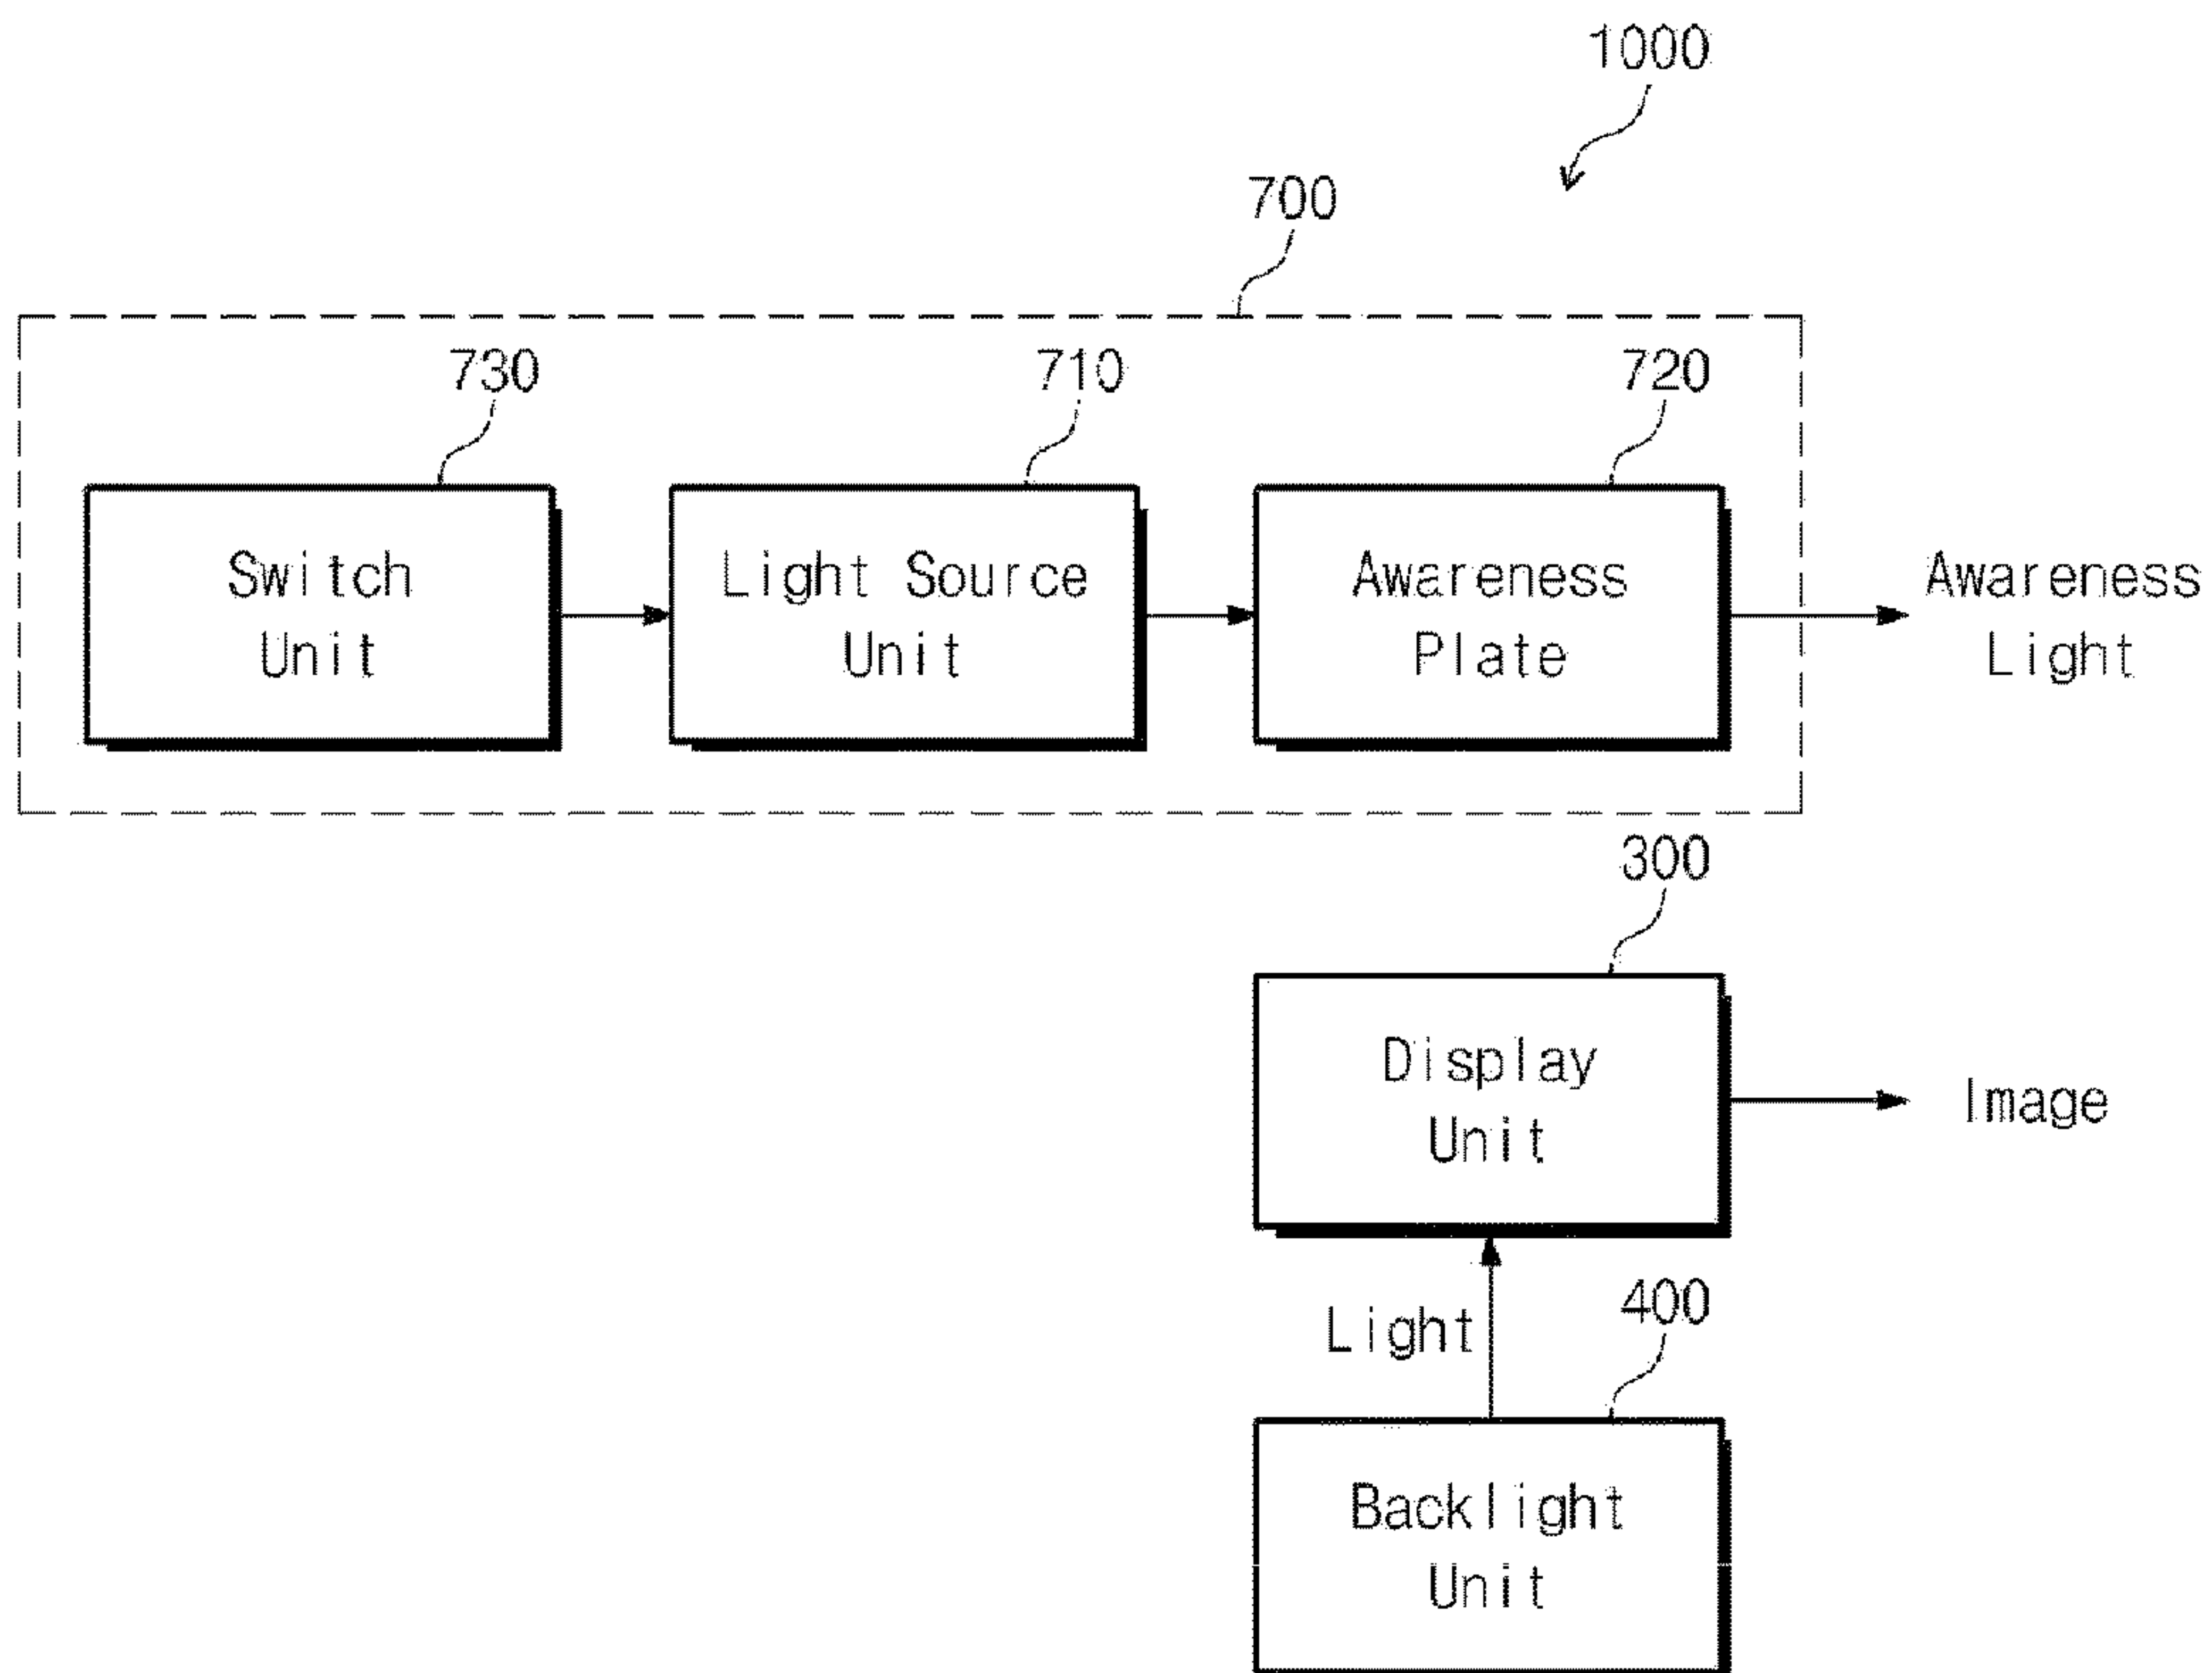 1000
700
730
710
720
Switch
Unit
Light Source
Unit
Awareness
Plate
Awareness
Light
300
Display
Unit
Image
Light
400
Backlight
Unit